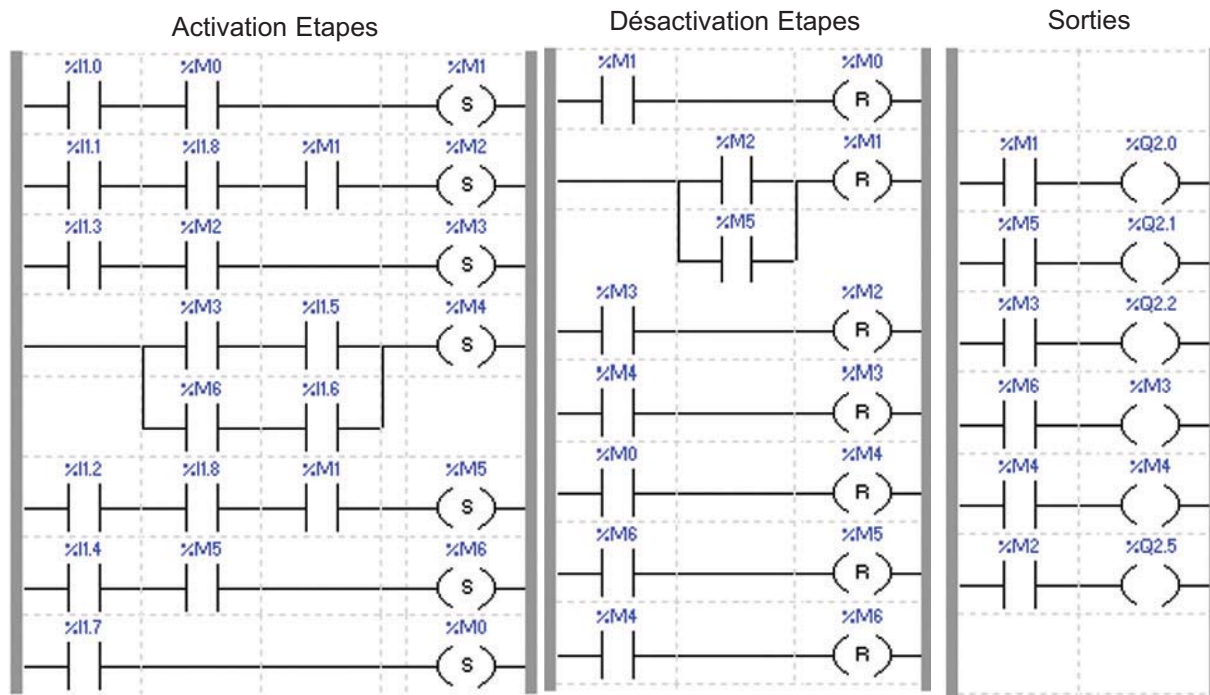 Activation Etapes
%I1.0 %M0 %M1
S
%I1.1 %I1.8 %M1 %M2
S
%I1.3 %M2 %M3
S
%M3 %I1.5 %M4
S
%M6 %I1.6
%I1.2 %I1.8 %M1 %M5
S
%I1.4 %M5 %M6
S
%I1.7 %M0
S
Désactivation Etapes
%M1 %M0
R
%M2 %M1
R
%M5
%M3 %M2
R
%M4 %M3
R
%M0 %M4
R
%M6 %M5
R
%M4 %M6
R
Sorties
%M1 %Q2.0
%M5 %Q2.1
%M3 %Q2.2
%M6 %M3
%M4 %M4
%M2 %Q2.5